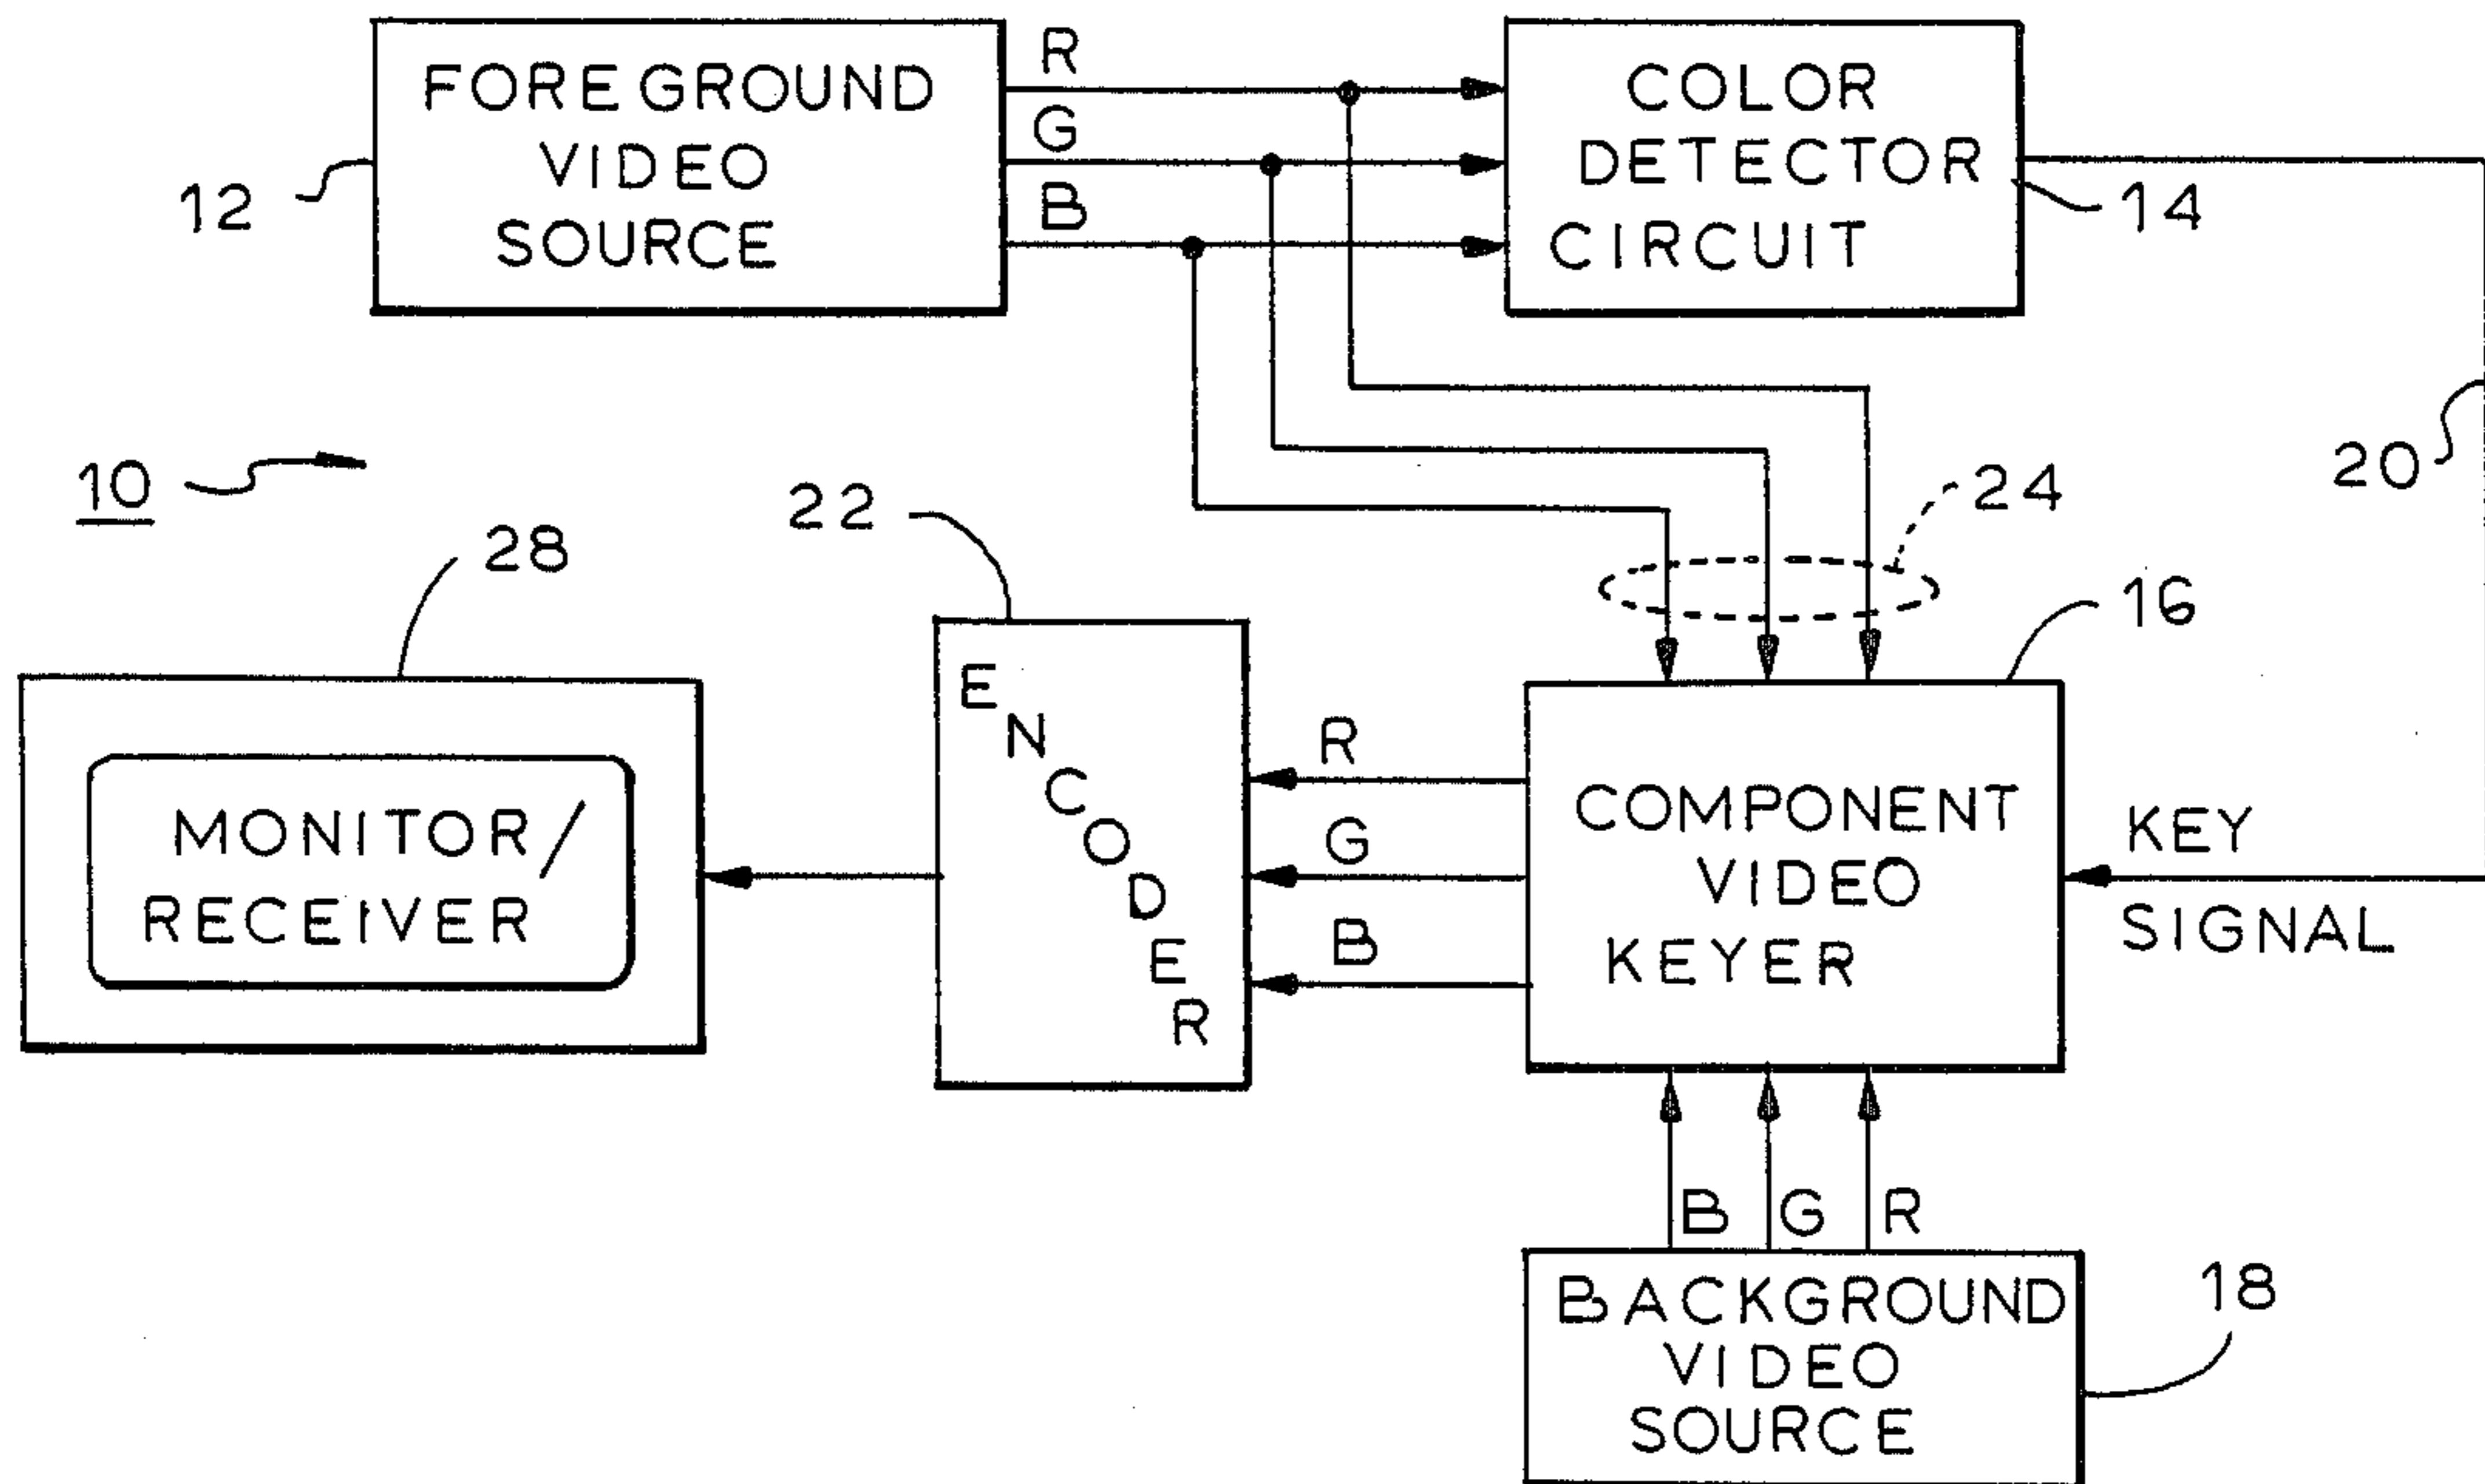 FOREGROUND
VIDEO
SOURCE
12
R
G
B
COLOR
DETECTOR
CIRCUIT
14
20
10
24
22
28
16
ENCODER
MONITOR/
RECEIVER
R
G
B
COMPONENT
VIDEO
KEYER
KEY
SIGNAL
B G R
BACKGROUND
VIDEO
SOURCE
18